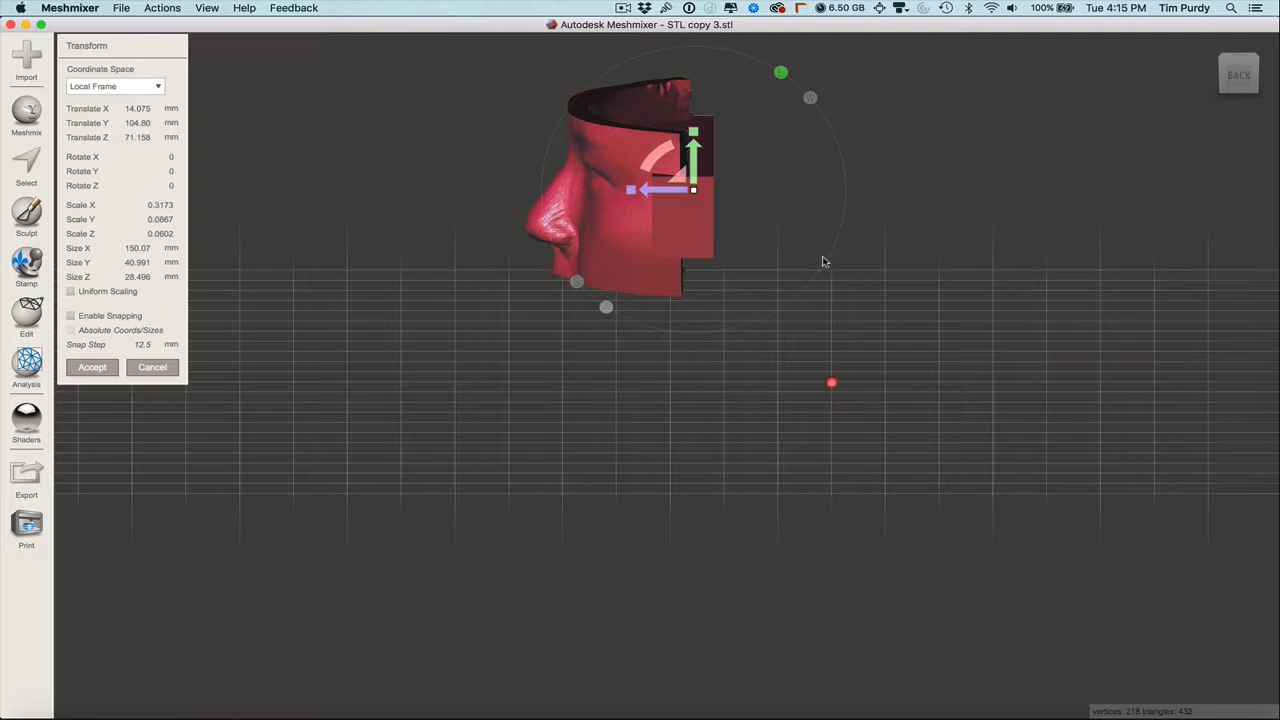 Meshmixer File Actions View Help Feedback 6.50 GB 100% Tue 4:15 PM Tim Purdy
Autodesk Meshmixer - STL copy 3.stl
Import
Meshmix
Select
Sculpt
Stamp
Edit
Analysis
Shaders
Export
Print
Transform
Coordinate Space
Local Frame
Translate X 14.075 mm
Translate Y 104.80 mm
Translate Z 71.158 mm
Rotate X 0
Rotate Y 0
Rotate Z 0
Scale X 0.3173
Scale Y 0.0867
Scale Z 0.0602
Size X 150.07 mm
Size Y 40.991 mm
Size Z 28.496 mm
Uniform Scaling
Enable Snapping
Absolute Coords/Sizes
Snap Step 12.5 mm
Accept Cancel
L
W
S
BACK
vertices: 218 triangles: 432